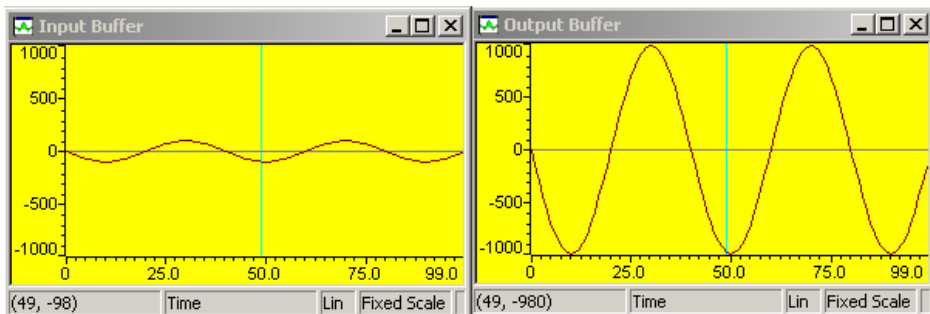 Input Buffer
1000
500
0
-500
-1000
0 25.0 50.0 75.0 99.0
(49, -98) Time Lin Fixed Scale
Output Buffer
1000
500
0
-500
-1000
0 25.0 50.0 75.0 99.0
(49, -980) Time Lin Fixed Scale